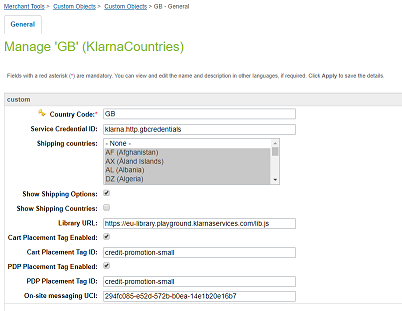 Merchant Tools > Custom Objects > Custom Objects > GB - General
General
Manage 'GB' (KlarnaCountries)
Fields with a red asterisk (*) are mandatory. You can view and edit the name and description in other languages, if required. Click Apply to save the details.
custom
Country Code:* GB
Service Credential ID: klarna.http.gbcredentials
Shipping countries: - None -
AF (Afghanistan)
AX (Åland Islands)
AL (Albania)
DZ (Algeria)
Show Shipping Options:
Show Shipping Countries:
Library URL: https://eu-library.playground.klarnaservices.com/lib.js
Cart Placement Tag Enabled:
Cart Placement Tag ID: credit-promotion-small
PDP Placement Tag Enabled:
PDP Placement Tag ID: credit-promotion-small
On-site messaging UCI: 294fc085-e52d-572b-b0ea-14e1b20e16b7